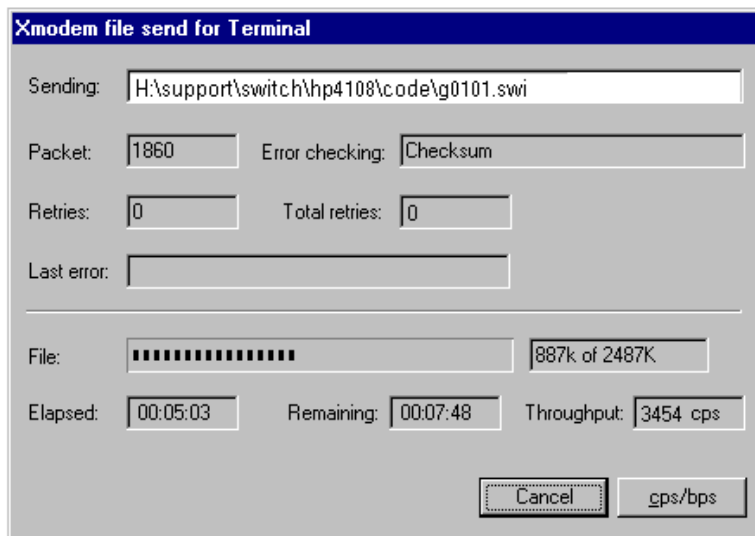 Xmodem file send for Terminal
Sending: H:\support\switch\hp4108\code\g0101.swi
Packet: 1860 Error checking: Checksum
Retries: 0 Total retries: 0
Last error:
File: 887k of 2487K
Elapsed: 00:05:03 Remaining: 00:07:48 Throughput: 3454 cps
Cancel cps/bps